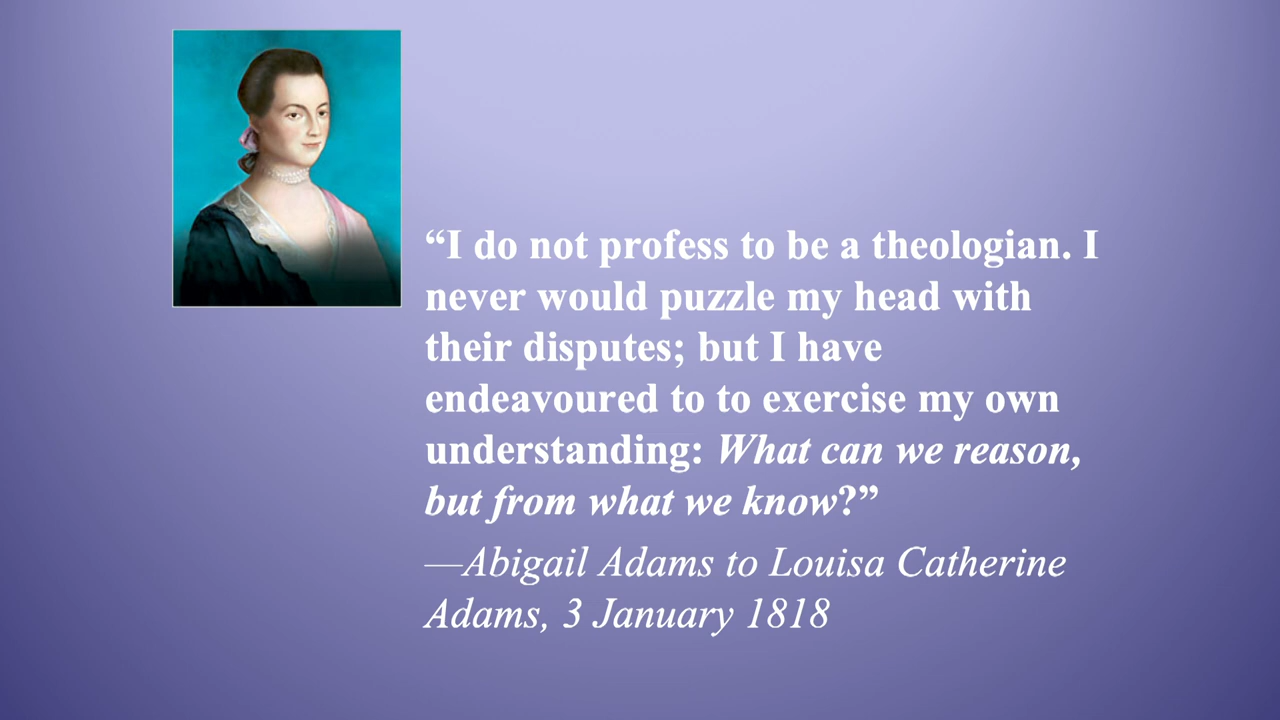 “I do not profess to be a theologian. I
never would puzzle my head with
their disputes; but I have
endeavoured to to exercise my own
understanding: What can we reason,
but from what we know?”
—Abigail Adams to Louisa Catherine
Adams, 3 January 1818